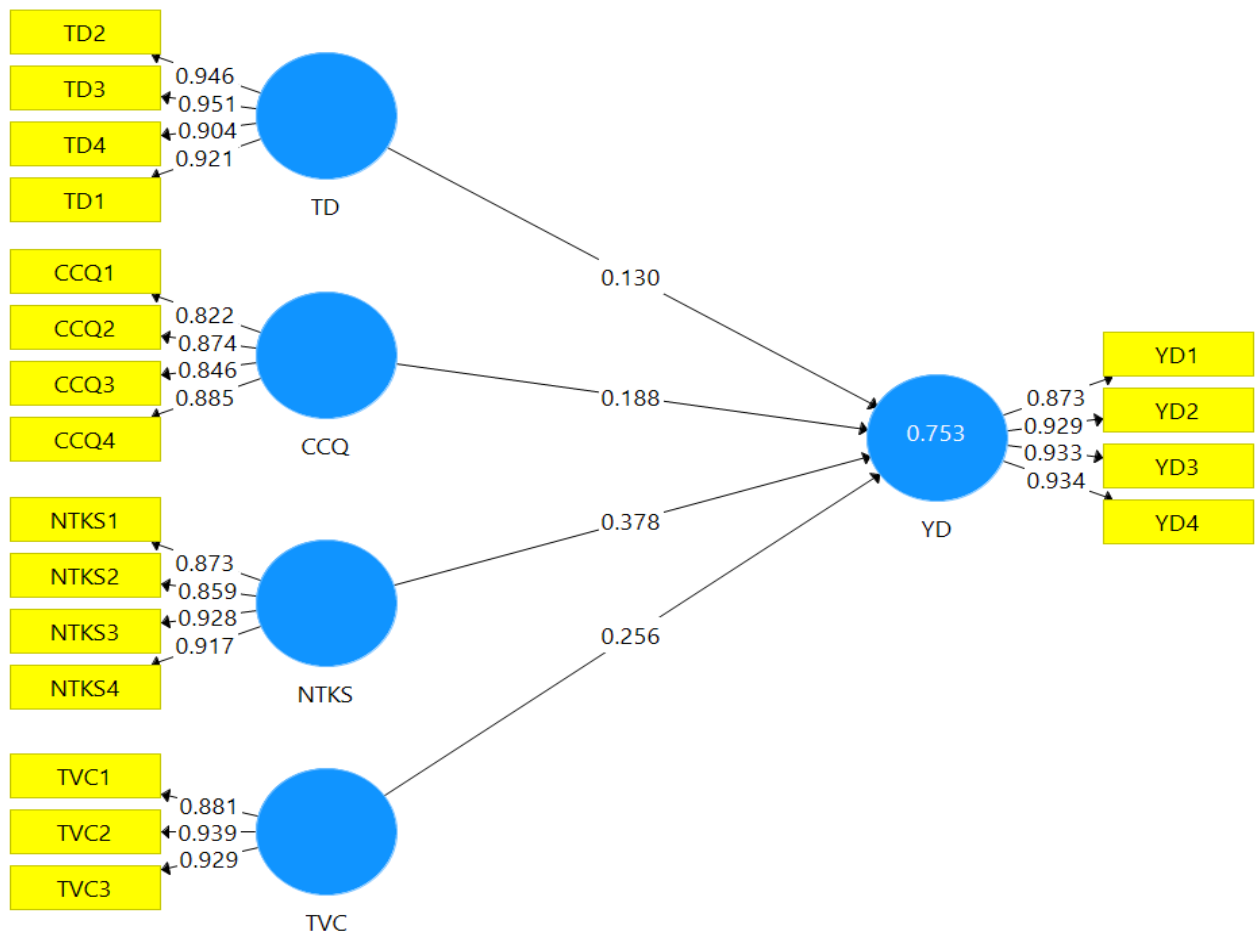 TD2
TD3
TD4
TD1
0.946
0.951
0.904
0.921
TD
CCQ1
CCQ2
CCQ3
CCQ4
0.822
0.874
0.846
0.885
CCQ
NTKS1
NTKS2
NTKS3
NTKS4
0.873
0.859
0.928
0.917
NTKS
TVC1
TVC2
TVC3
0.881
0.939
0.929
TVC
0.130
0.188
0.378
0.256
0.753
YD
0.873
0.929
0.933
0.934
YD1
YD2
YD3
YD4